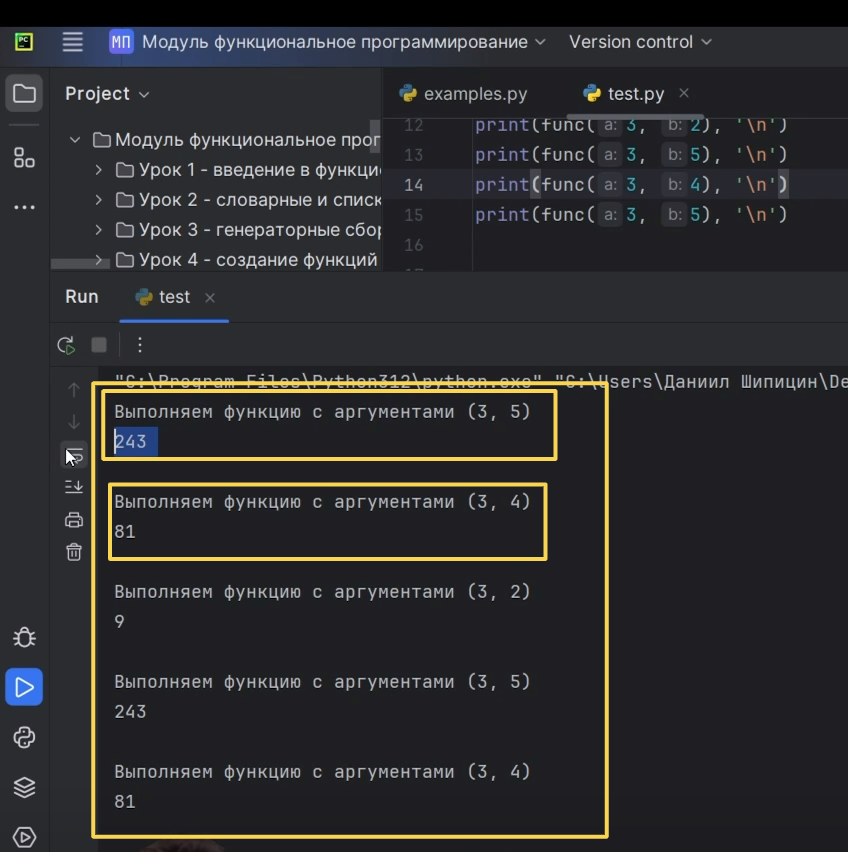 PC
МП Модуль функциональное программирование Version control
Project
examples.py test.py
Модуль функциональное прог
Урок 1 - введение в функци
Урок 2 - словарные и списк
Урок 3 - генераторные сбор
Урок 4 - создание функций
12 print(func( a: 3, b: 2), '\n')
13 print(func( a: 3, b: 5), '\n')
14 print(func( a: 3, b: 4), '\n')
15 print(func( a: 3, b: 5), '\n')
16
Run test
"C:\Program Files\Python312\python.exe" "C:\Users\Даниил Шипицин\De
Выполняем функцию с аргументами (3, 5)
243
Выполняем функцию с аргументами (3, 4)
81
Выполняем функцию с аргументами (3, 2)
9
Выполняем функцию с аргументами (3, 5)
243
Выполняем функцию с аргументами (3, 4)
81